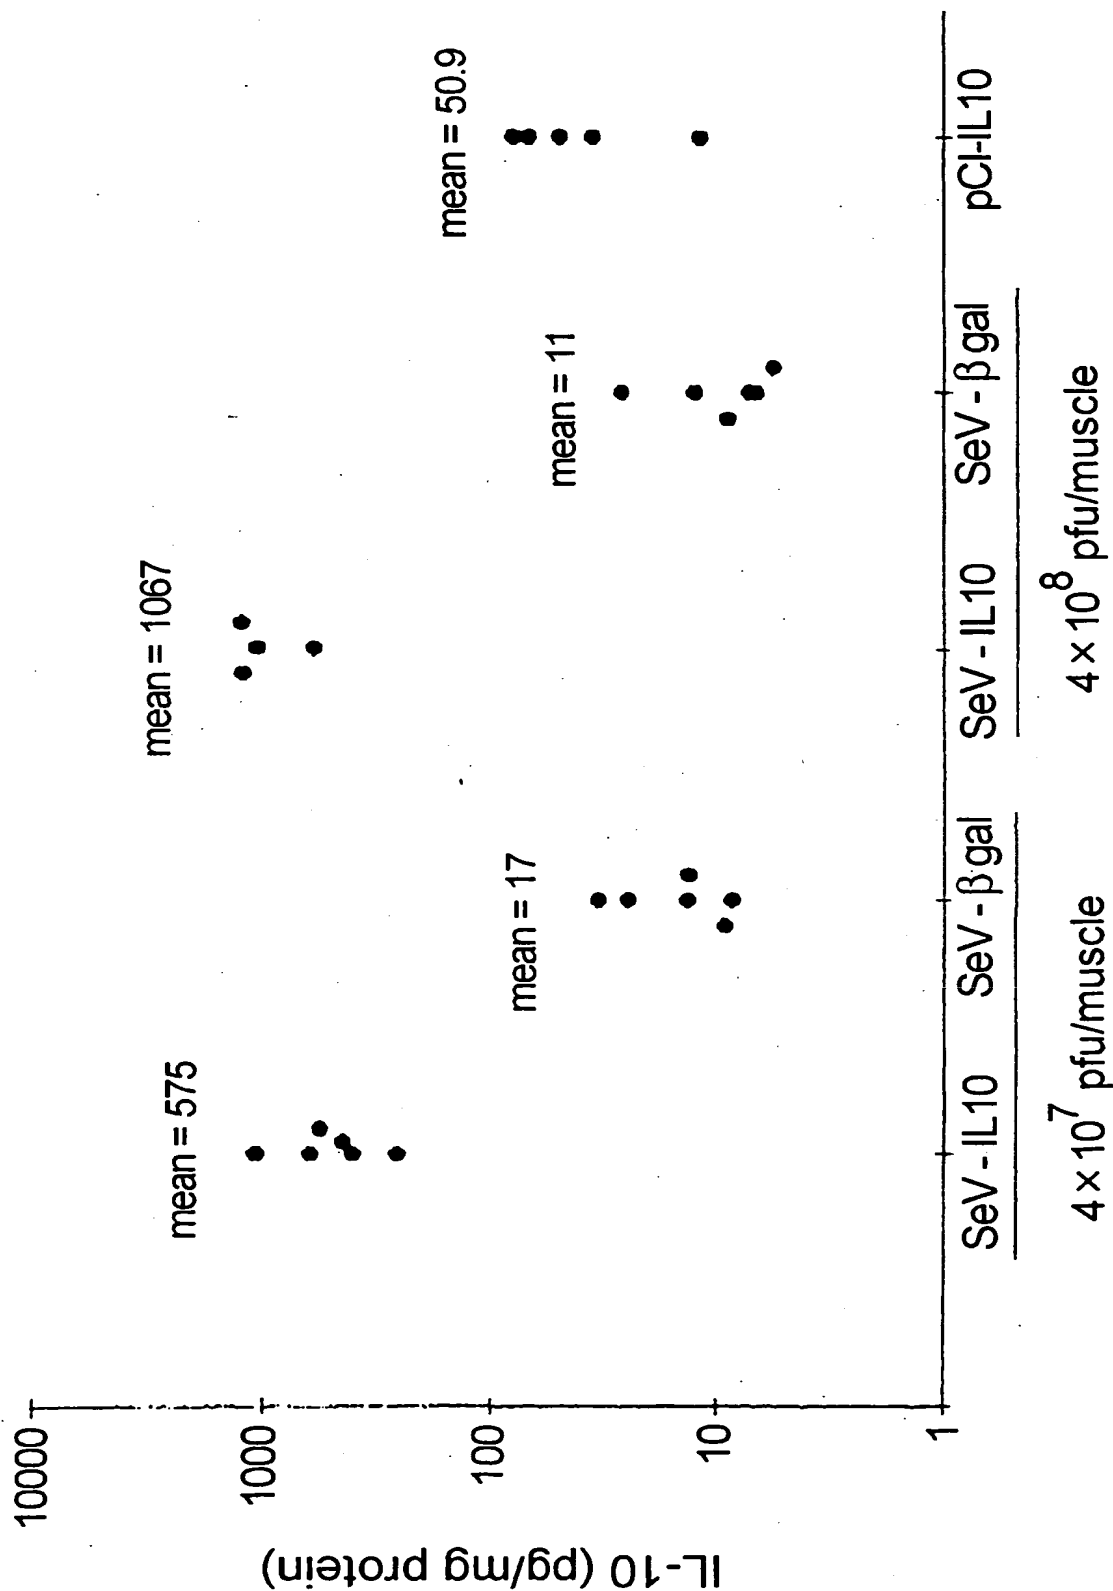 IL-10 (pg/mg protein)
10000
1000
100
10
1
mean = 575
mean = 17
mean = 1067
mean = 11
mean = 50.9
SeV - IL10
SeV - β gal
SeV - IL10
SeV - β gal
pCI-IL10
4 × 10⁷ pfu/muscle
4 × 10⁸ pfu/muscle